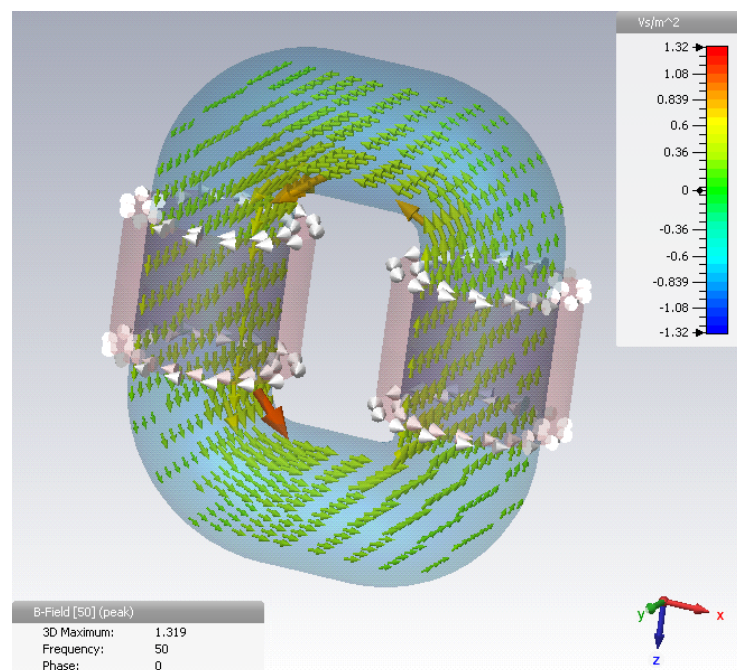 Vs/m^2
1.32
1.08
0.839
0.6
0.36
0
-0.36
-0.6
-0.839
-1.08
-1.32
B-Field [50] (peak)
3D Maximum: 1.319
Frequency: 50
Phase: 0
y x
z